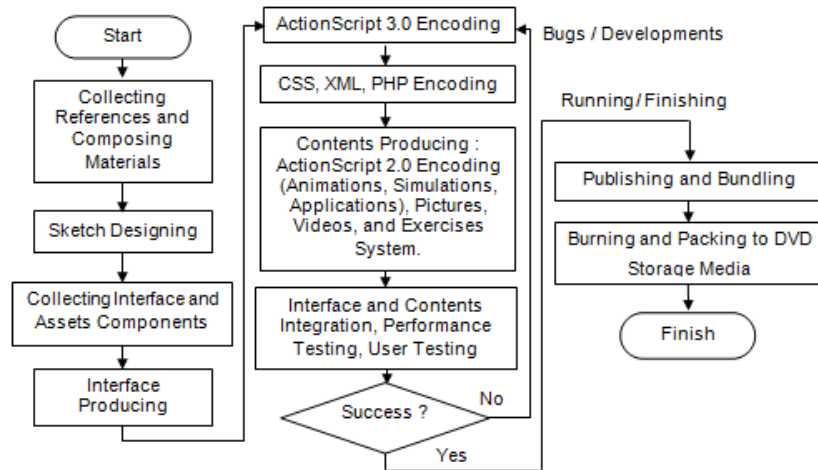 Start
Collecting
References and
Composing
Materials
Sketch Designing
Collecting Interface and
Assets Components
Interface
Producing
ActionScript 3.0 Encoding
CSS, XML, PHP Encoding
Contents Producing :
ActionScript 2.0 Encoding
(Animations, Simulations,
Applications), Pictures,
Videos, and Exercises
System.
Interface and Contents
Integration, Performance
Testing, User Testing
Success ?
No
Yes
Bugs / Developments
Running/ Finishing
Publishing and Bundling
Burning and Packing to DVD
Storage Media
Finish